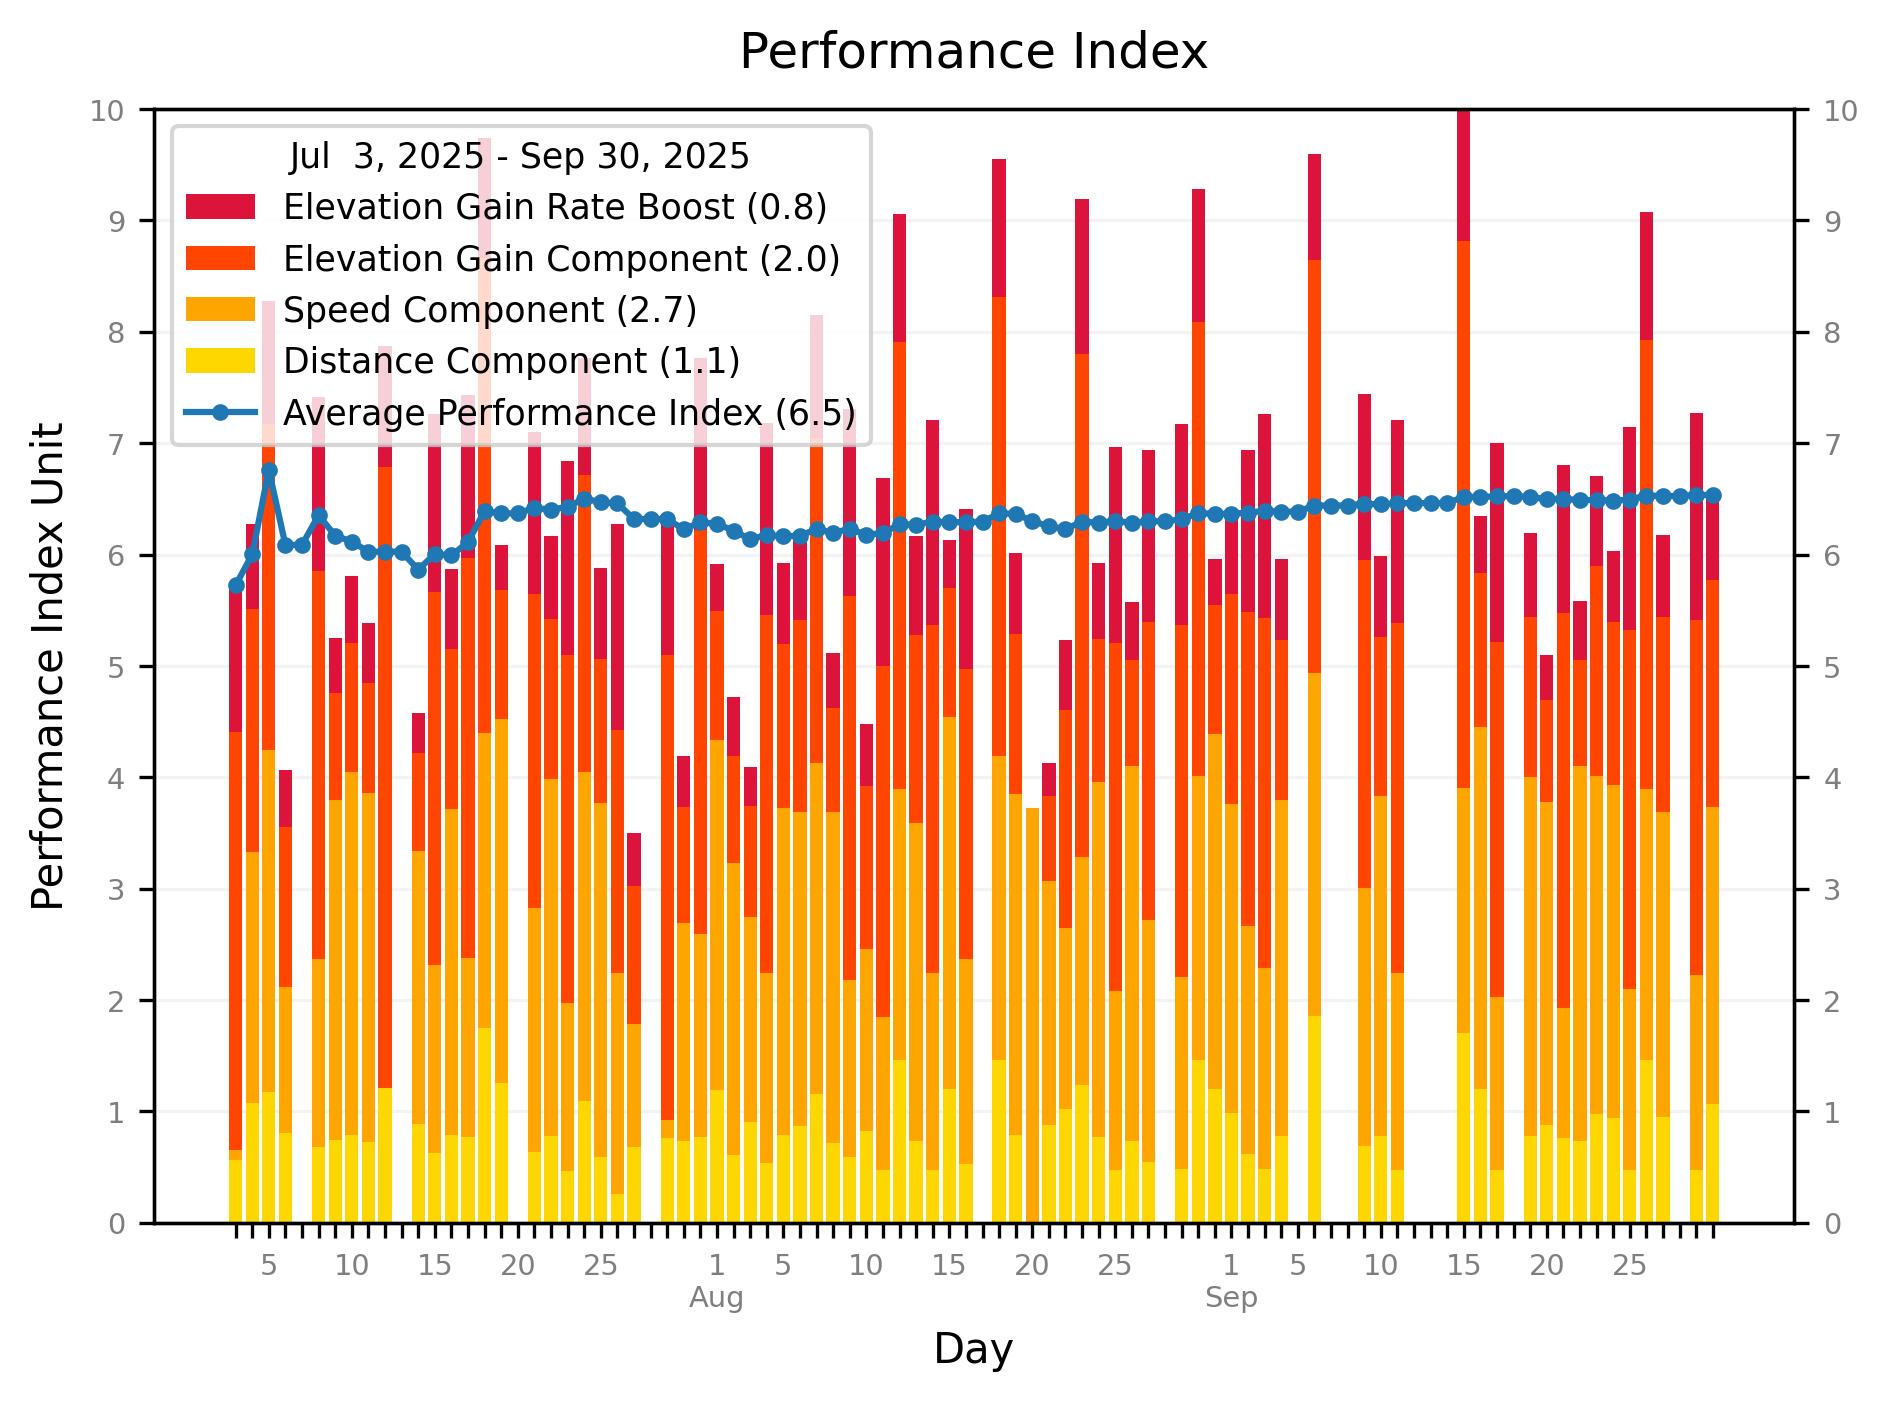 Performance Index
Jul  3, 2025 - Sep 30, 2025
Elevation Gain Rate Boost (0.8)
Elevation Gain Component (2.0)
Speed Component (2.7)
Distance Component (1.1)
Average Performance Index (6.5)
Performance Index Unit
10 10
9 9
8 8
7 7
6 6
5 5
4 4
3 3
2 2
1 1
0 0
5 10 15 20 25 1 5 10 15 20 25 1 5 10 15 20 25
Aug Sep
Day